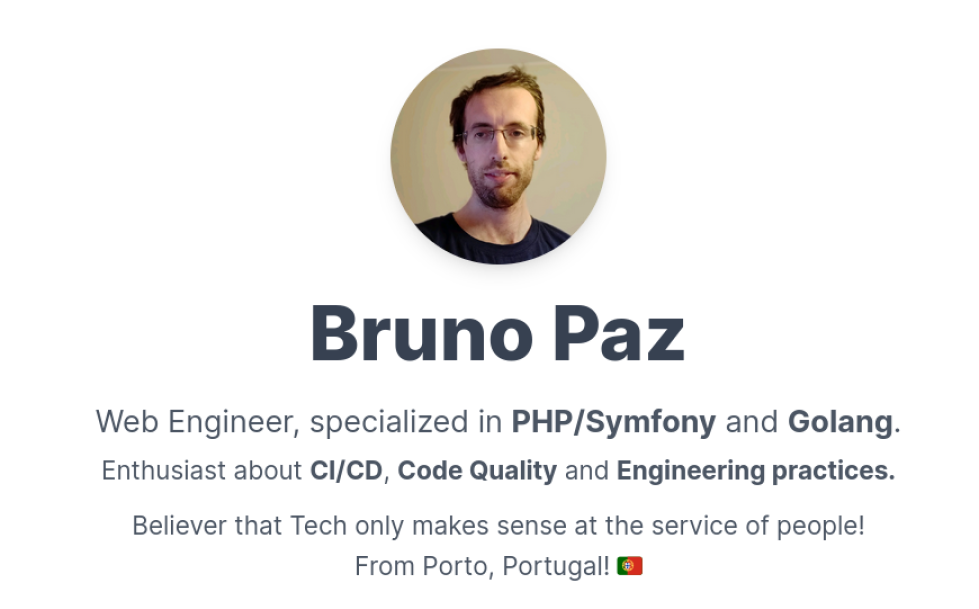 Bruno Paz
Web Engineer, specialized in PHP/Symfony and Golang.
Enthusiast about CI/CD, Code Quality and Engineering practices.
Believer that Tech only makes sense at the service of people!
From Porto, Portugal! 🇵🇹